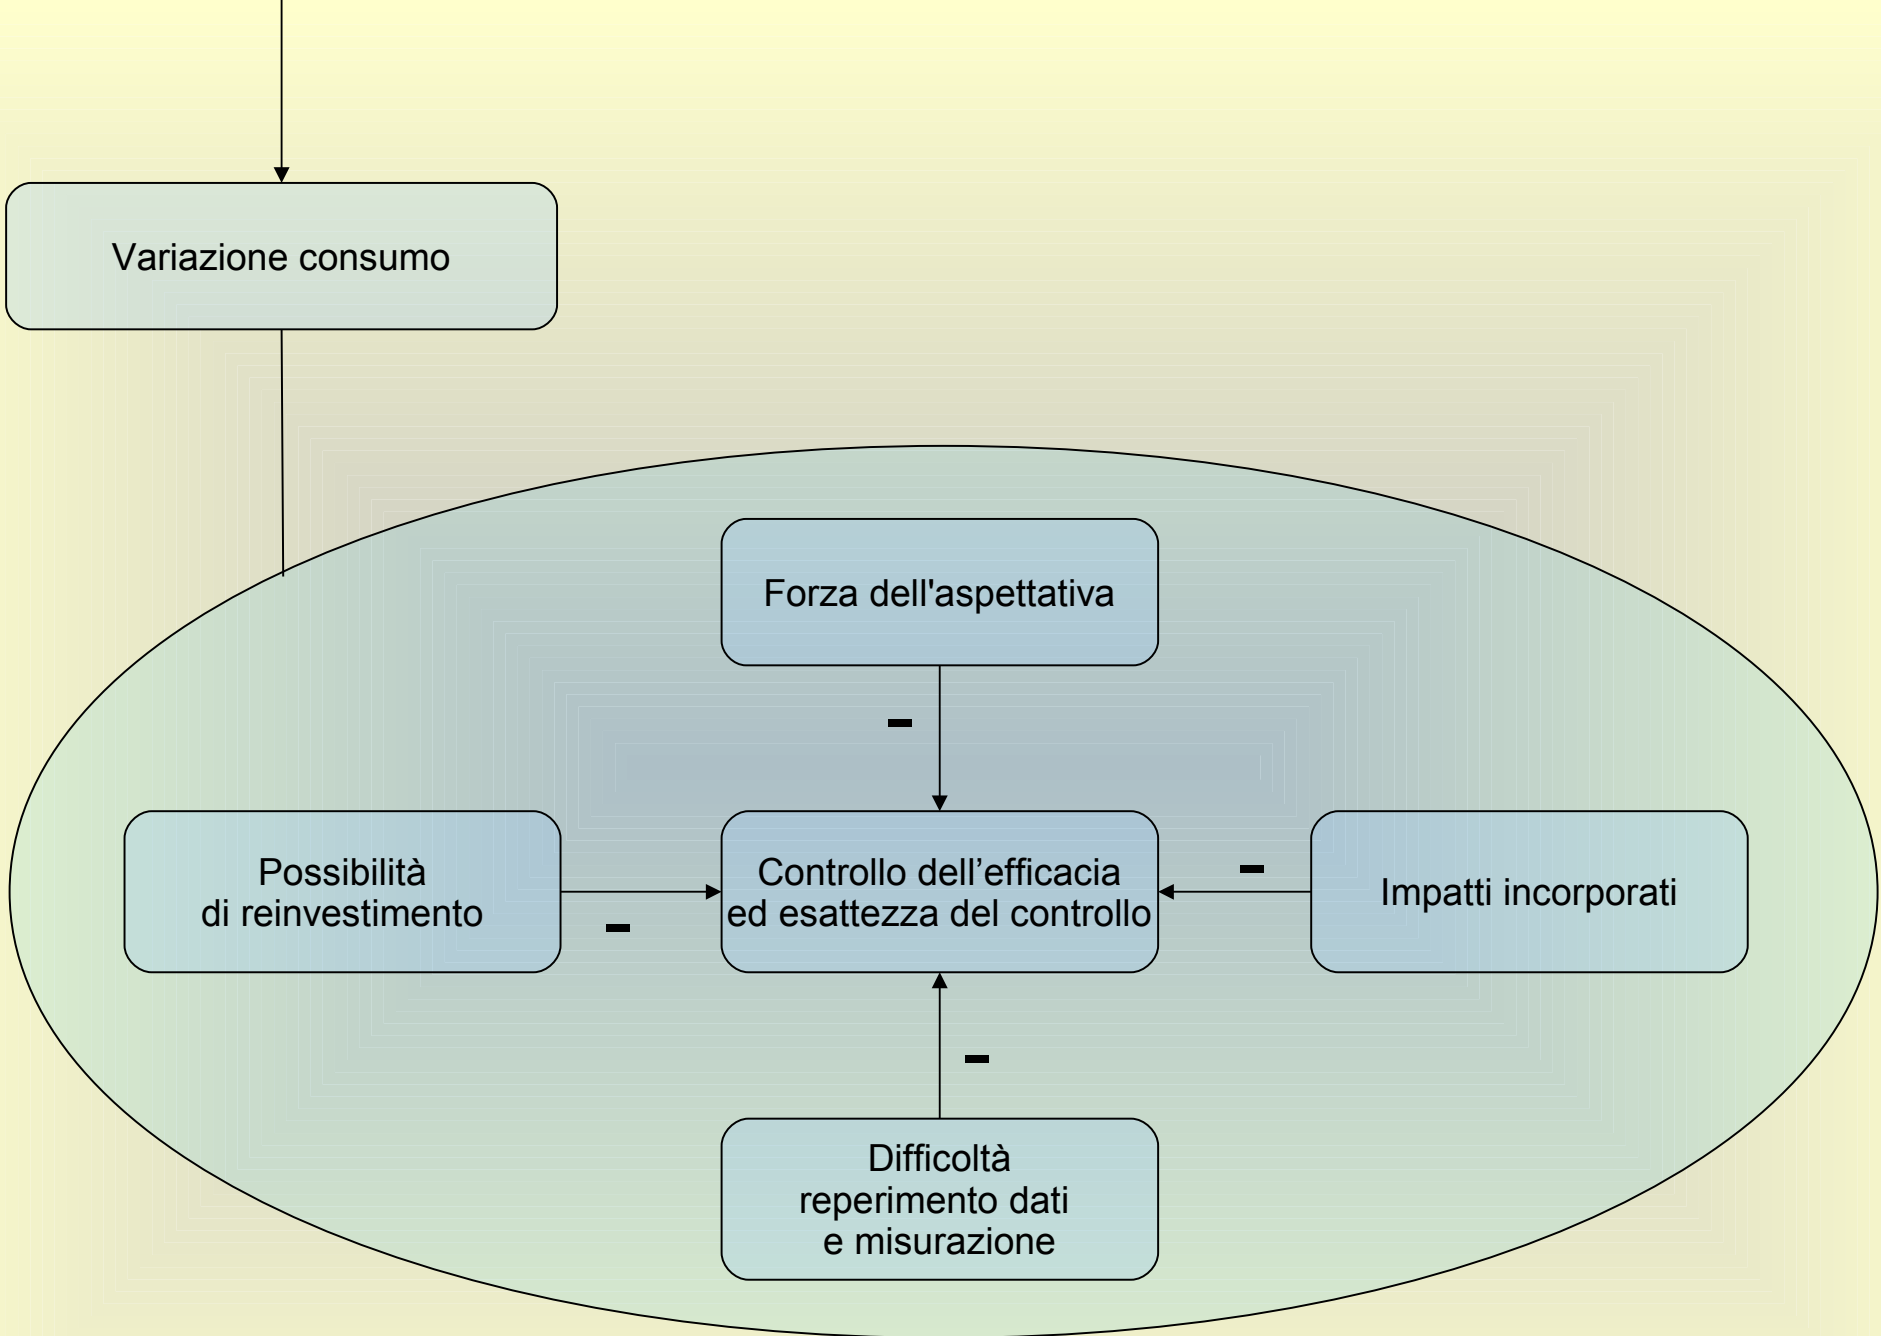 Variazione consumo
Forza dell'aspettativa
-
Possibilità
di reinvestimento
-
Controllo dell’efficacia
ed esattezza del controllo
-
Impatti incorporati
-
Difficoltà
reperimento dati
e misurazione